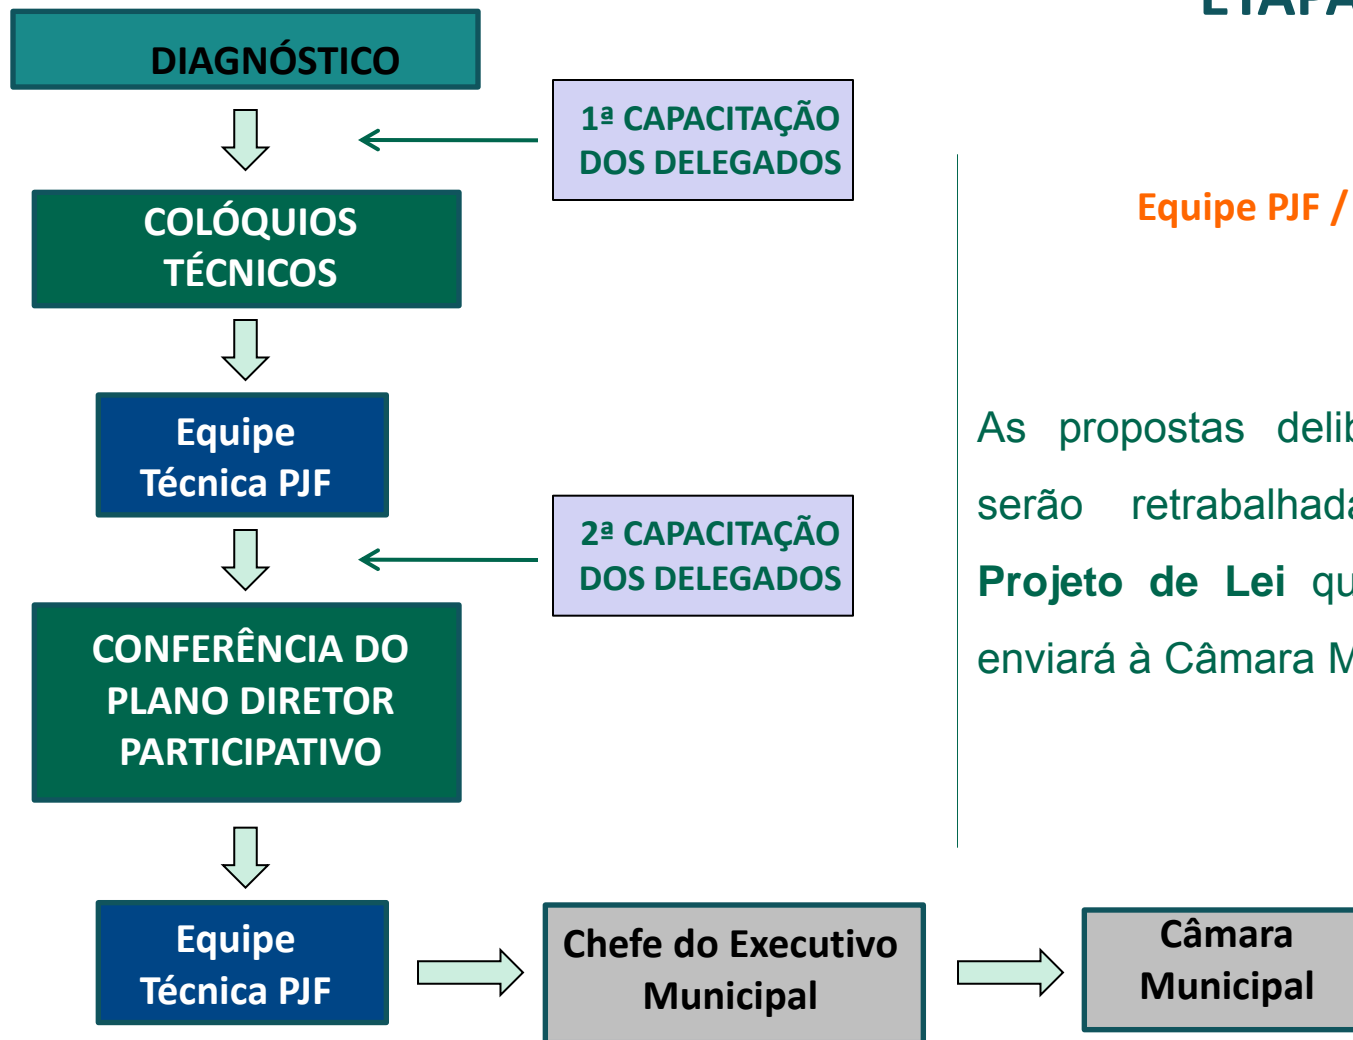 ETAPA
DIAGNÓSTICO
1ª CAPACITAÇÃO
DOS DELEGADOS
COLÓQUIOS
TÉCNICOS
Equipe
Técnica PJF
2ª CAPACITAÇÃO
DOS DELEGADOS
CONFERÊNCIA DO
PLANO DIRETOR
PARTICIPATIVO
Equipe
Técnica PJF
Chefe do Executivo
Municipal
Câmara
Municipal
Equipe PJF /
As propostas
serão
Projeto de Lei
enviará à Câmara